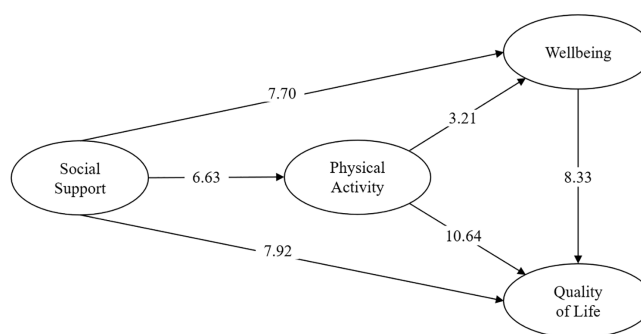 Wellbeing
7.70
3.21
Social
Support
6.63
Physical
Activity
8.33
10.64
7.92
Quality
of Life